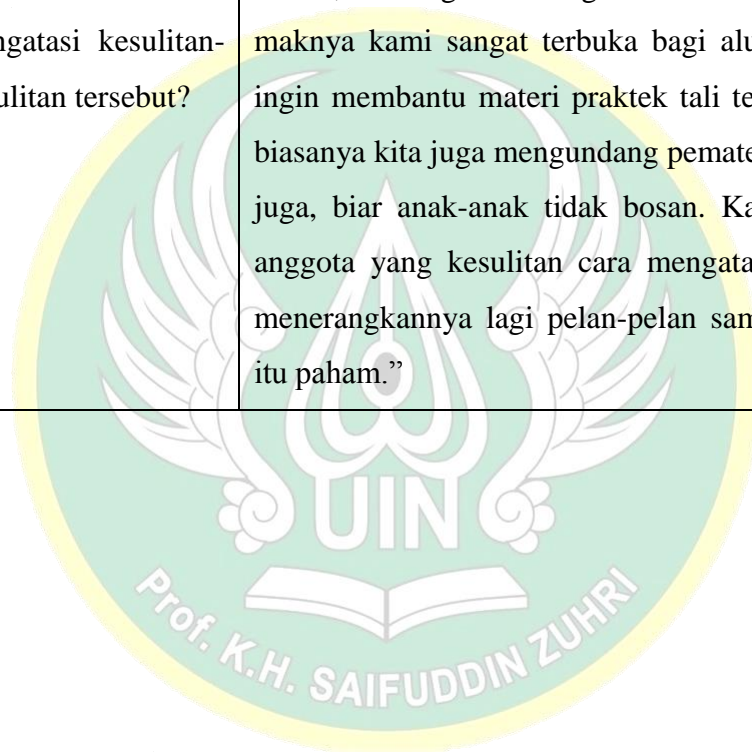 ngatasi kesulitan-
ulitan tersebut?
maknya kami sangat terbuka bagi alu
ingin membantu materi praktek tali te
biasanya kita juga mengundang pemate
juga, biar anak-anak tidak bosan. Ka
anggota yang kesulitan cara mengata
menerangkannya lagi pelan-pelan sam
itu paham.”
UIN
Prof. K.H. SAIFUDDIN ZUHRI